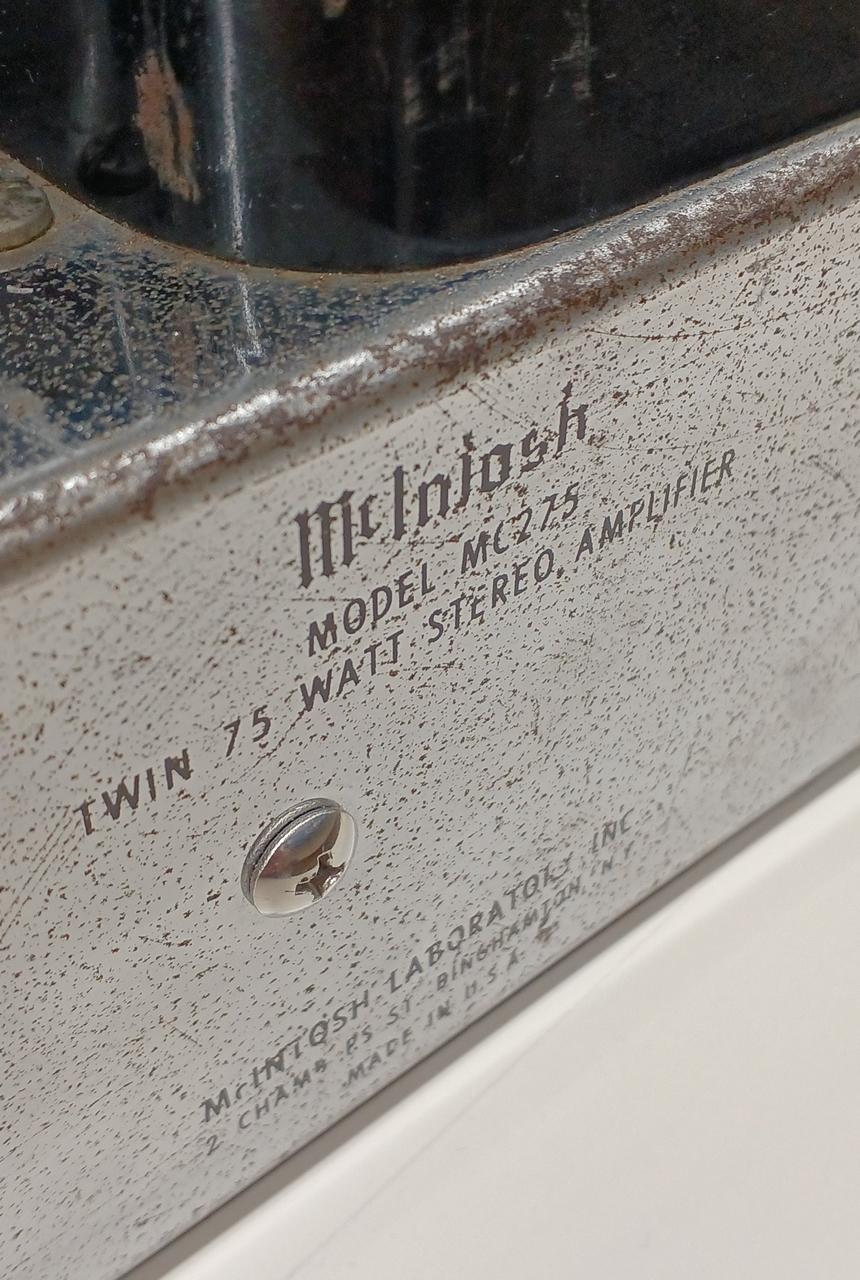 McIntosh
MODEL MC275
TWIN 75 WATT STEREO AMPLIFIER
McINTOSH LABORATORY INC
2 CHAMBERS ST BINGHAMTON, N Y
MADE IN U.S.A